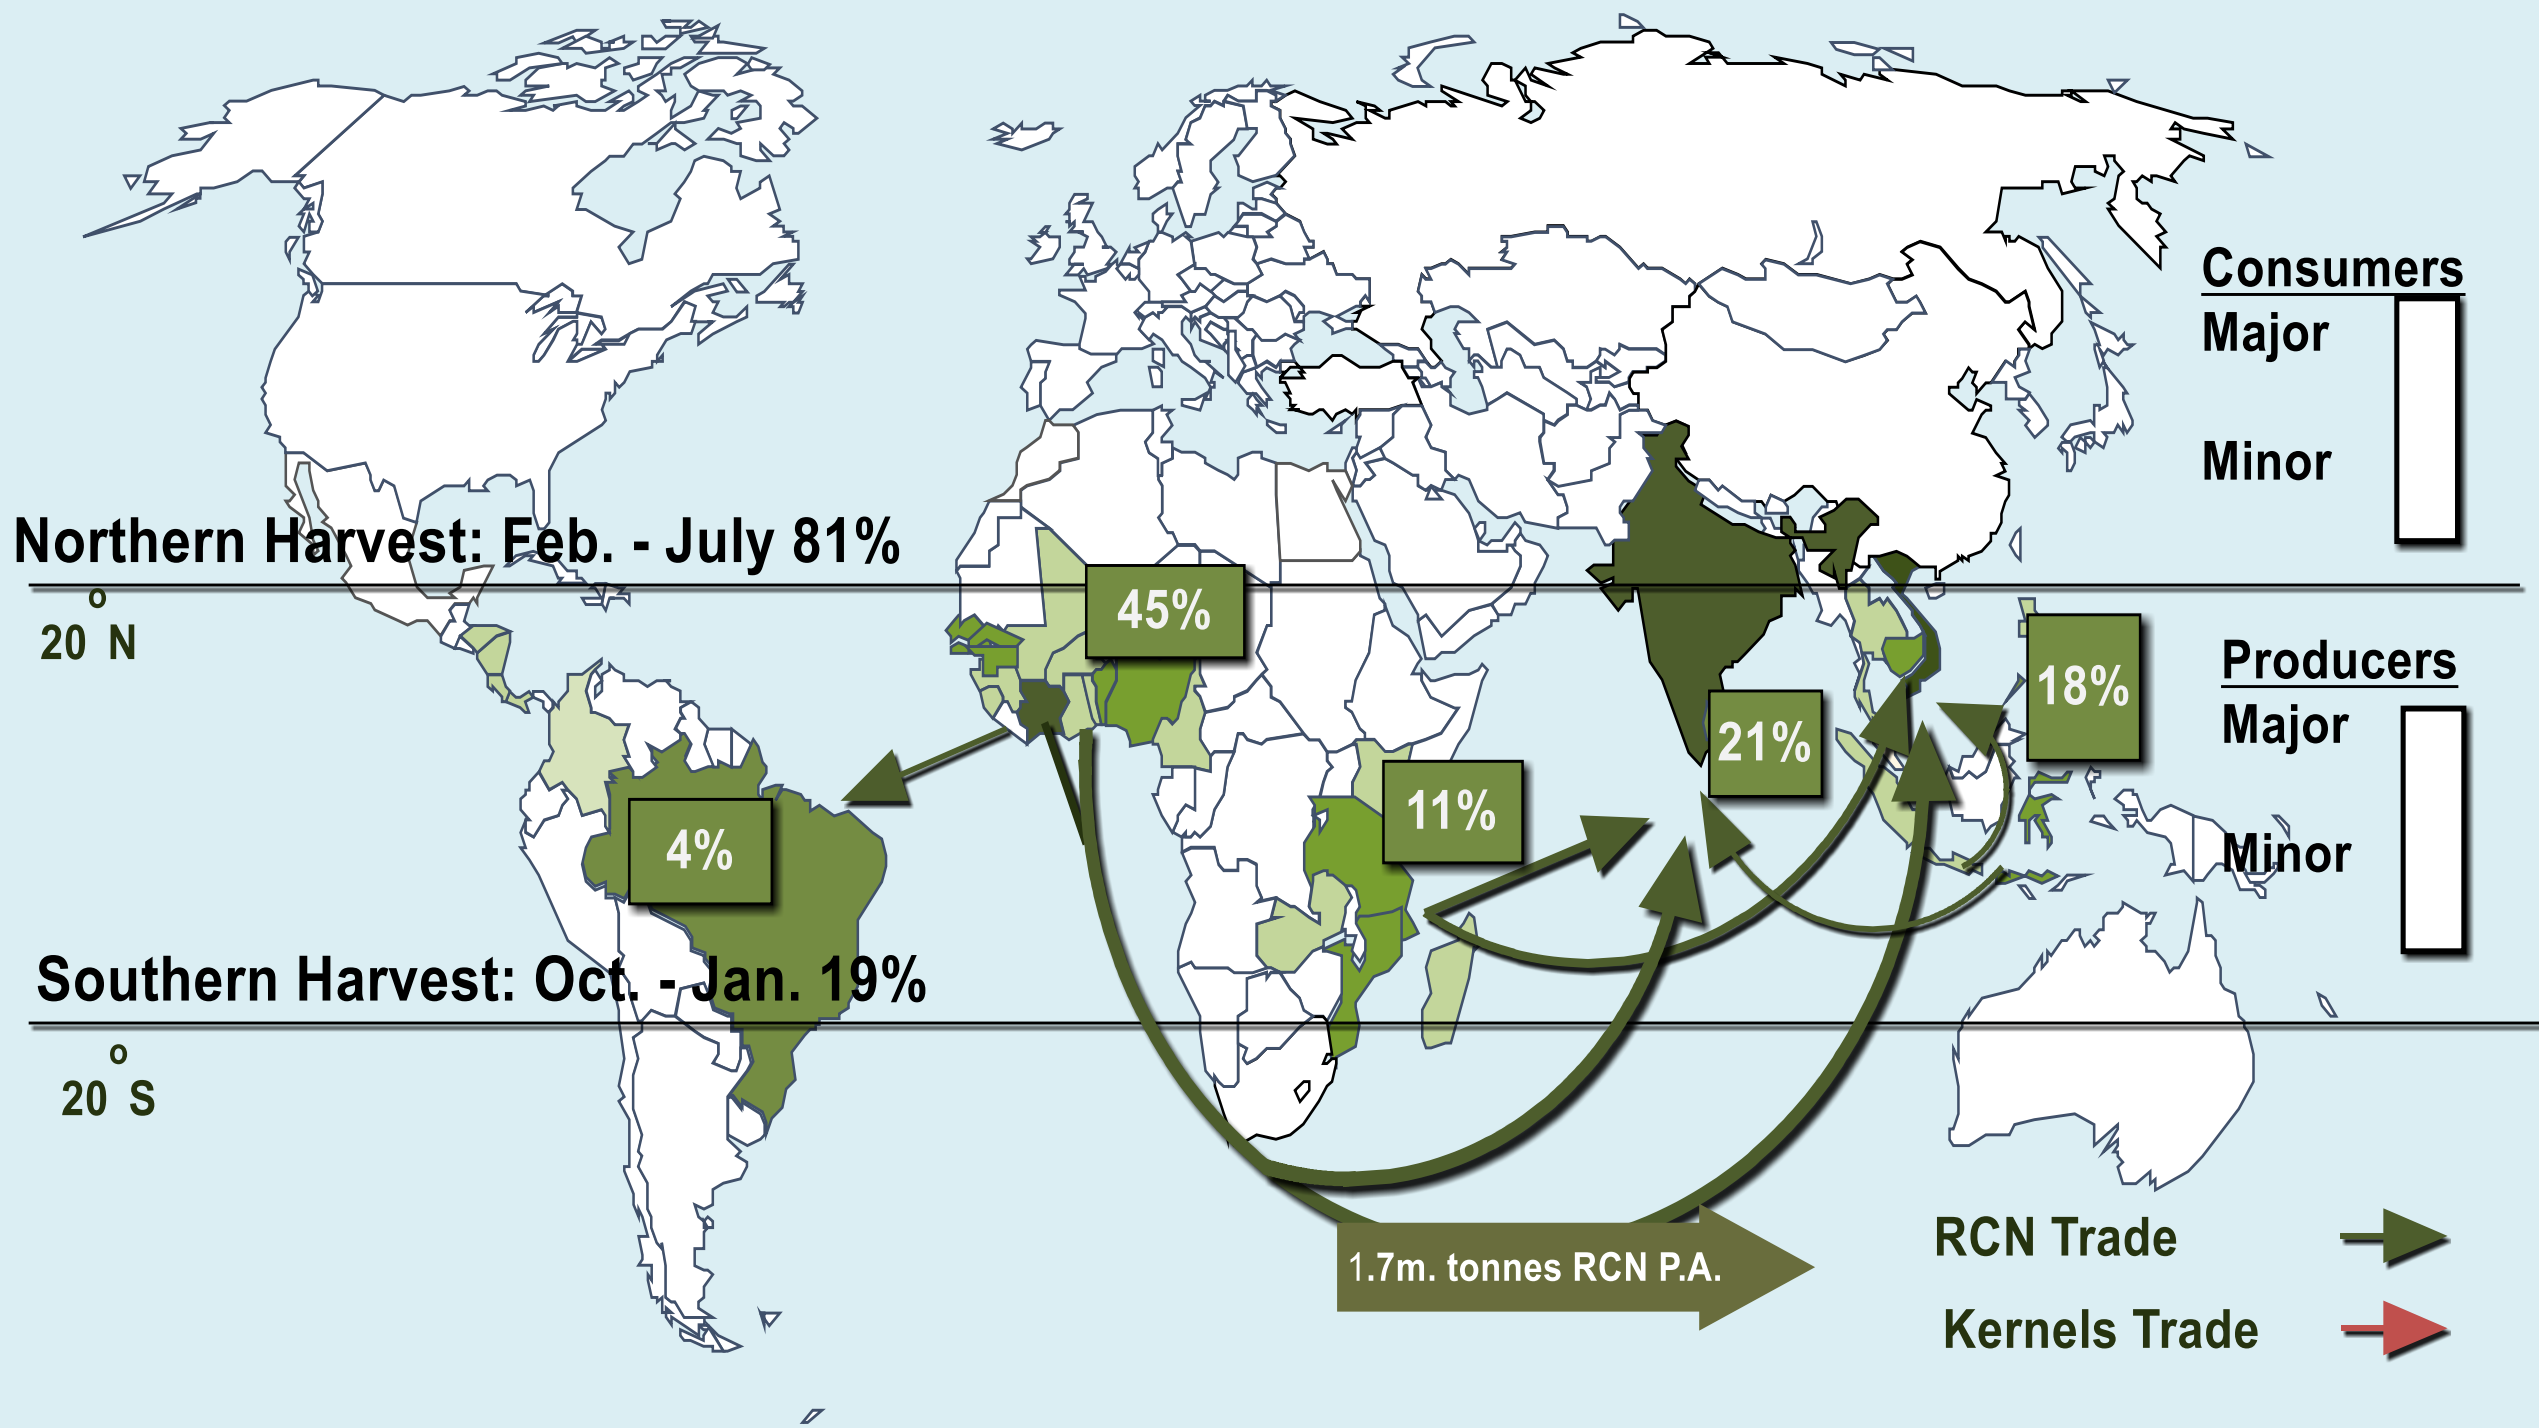 Consumers
Major
Minor
Northern Harvest: Feb. - July 81%
45%
20 o N
18%
Producers
Major
21%
11%
4%
Minor
Southern Harvest: Oct. - Jan. 19%
20 o S
RCN Trade
1.7m. tonnes RCN P.A.
Kernels Trade